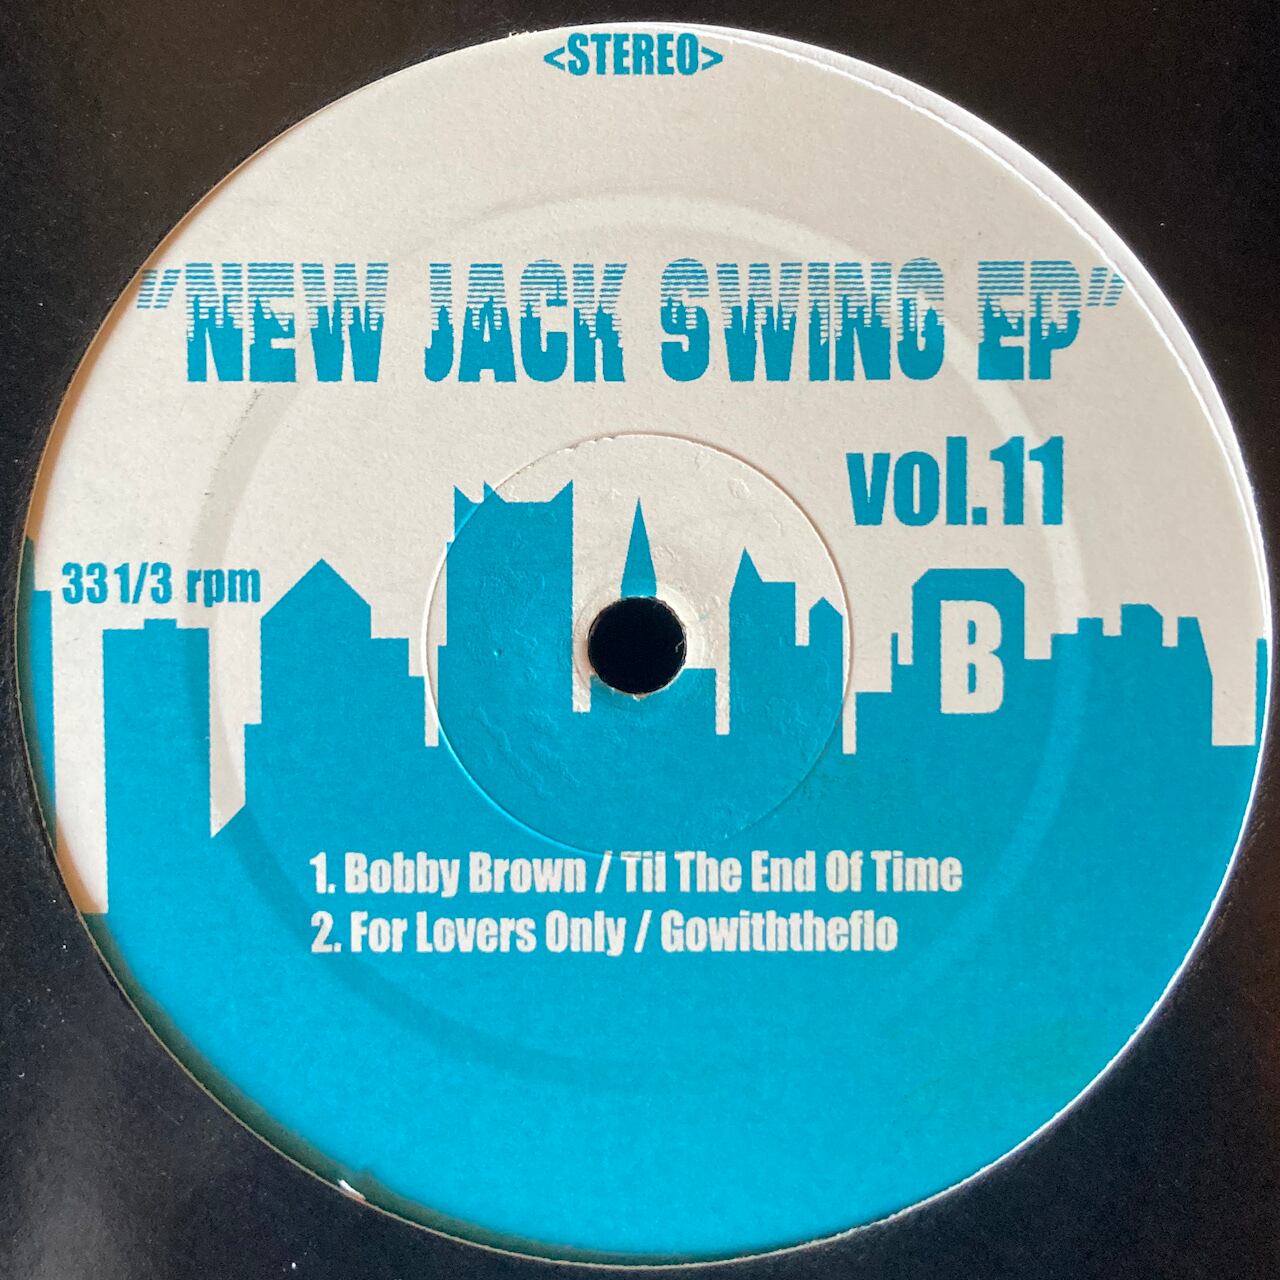 <STEREO>
"NEW JACK SWING EP"
vol.11
33 1/3 rpm
B
1. Bobby Brown / Til The End Of Time
2. For Lovers Only / Gowiththeflo